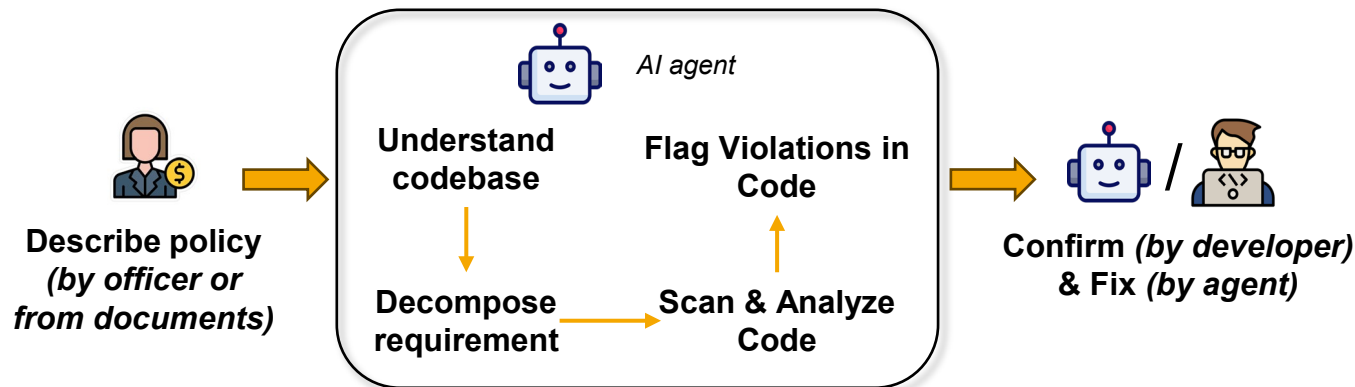 AI agent
Describe policy
(by officer or
from documents)
Understand
codebase
Decompose
requirement
Scan & Analyze
Code
Flag Violations in
Code
/
Confirm (by developer)
& Fix (by agent)
$